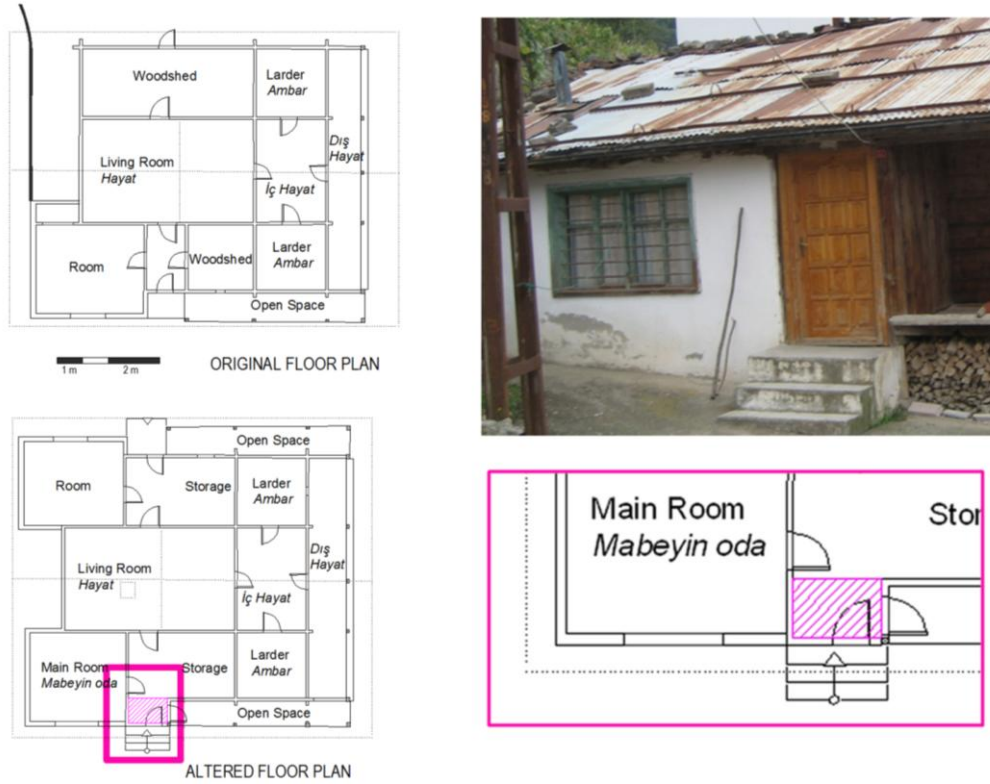 Woodshed
Larder
Ambar
Living Room
Hayat
Dış
Hayat
İç Hayat
Room
Woodshed
Larder
Ambar
Open Space
1 m
2 m
ORIGINAL FLOOR PLAN
Open Space
Room
Storage
Larder
Ambar
Living Room
Hayat
Dış
Hayat
İç Hayat
Main Room
Mabeyin oda
Storage
Larder
Ambar
Open Space
ALTERED FLOOR PLAN
Main Room
Mabeyin oda
Stor